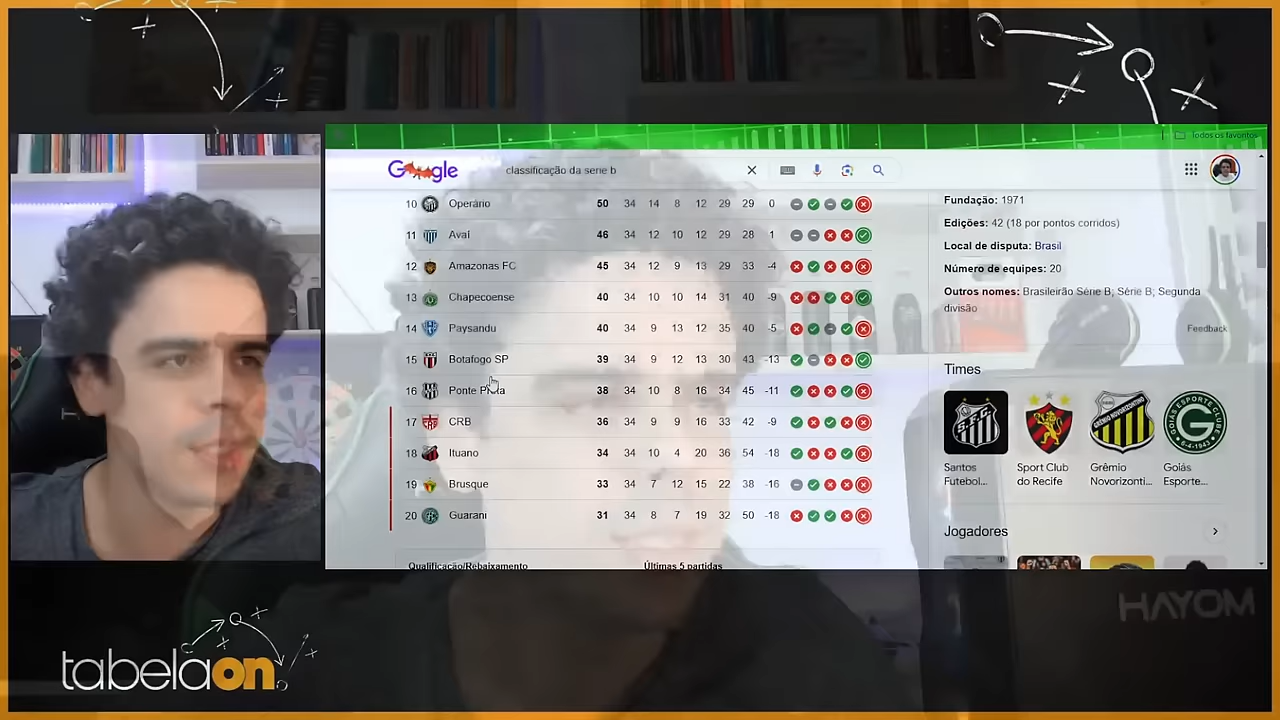 Todos os favoritos
Google
classificação da serie b
10 Operário 50 34 14 8 12 29 29 0
11 Avaí 46 34 12 10 12 29 28 1
12 Amazonas FC 45 34 12 9 13 29 33 -4
13 Chapecoense 40 34 10 10 14 31 40 -9
14 Paysandu 40 34 9 13 12 35 40 -5
15 Botafogo SP 39 34 9 12 13 30 43 -13
16 Ponte Preta 38 34 10 8 16 34 45 -11
17 CRB 36 34 9 9 16 33 42 -9
18 Ituano 34 34 10 4 20 36 54 -18
19 Brusque 33 34 7 12 15 22 38 -16
20 Guarani 31 34 8 7 19 32 50 -18
Qualificação/Rebaixamento
Últimas 5 partidas
Fundação: 1971
Edições: 42 (18 por pontos corridos)
Local de disputa: Brasil
Número de equipes: 20
Outros nomes: Brasileirão Série B; Série B; Segunda
divisão
Feedback
Times
Santos
Futebol...
Sport Club
do Recife
Grêmio
Novorizonti...
Goiás
Esporte...
Jogadores
HAYOM
tabelaon